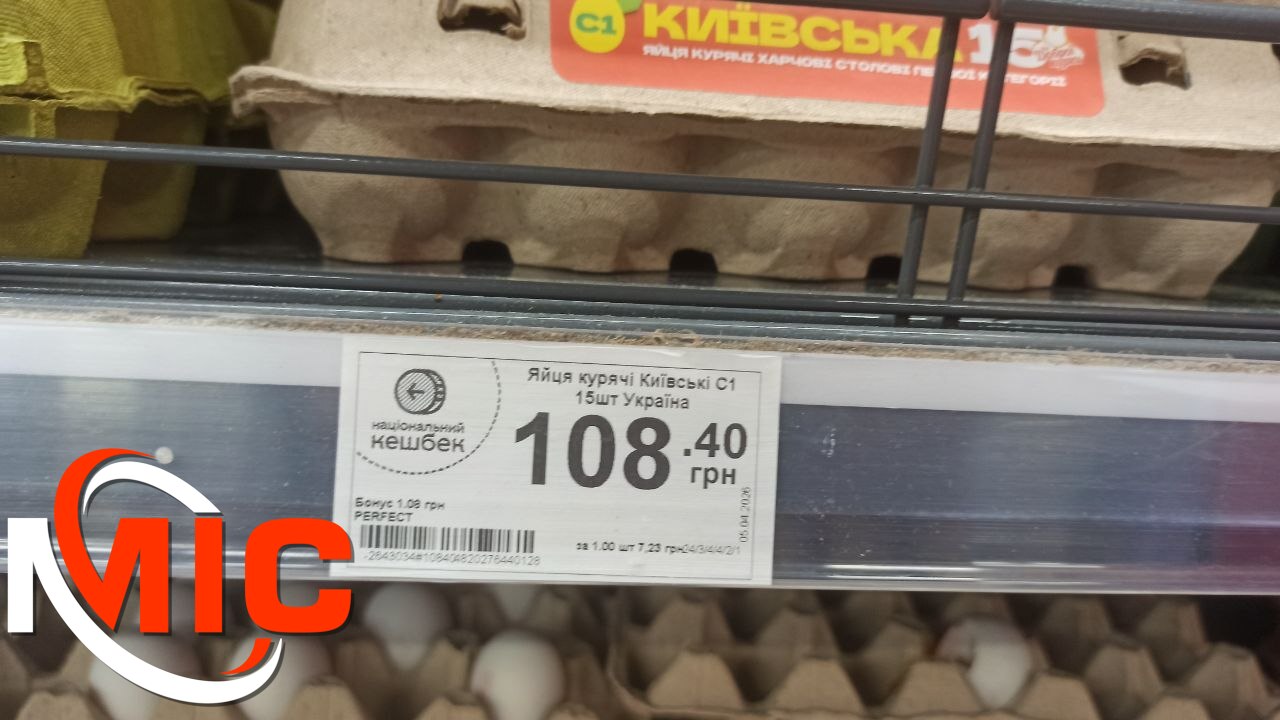 С1 КИЇВСЬКА 15
ЯЙЦЯ КУРЯЧІ ХАРЧОВІ СТОЛОВІ ПЕРШОЇ КАТЕГОРІЇ
Яйця курячі Київські С1
15шт Україна
національний
кешбек
108.40
грн
Бонус 1.08 грн
PERFECT
05.04.2026
за 1.00 шт 7,23 грн
МІС